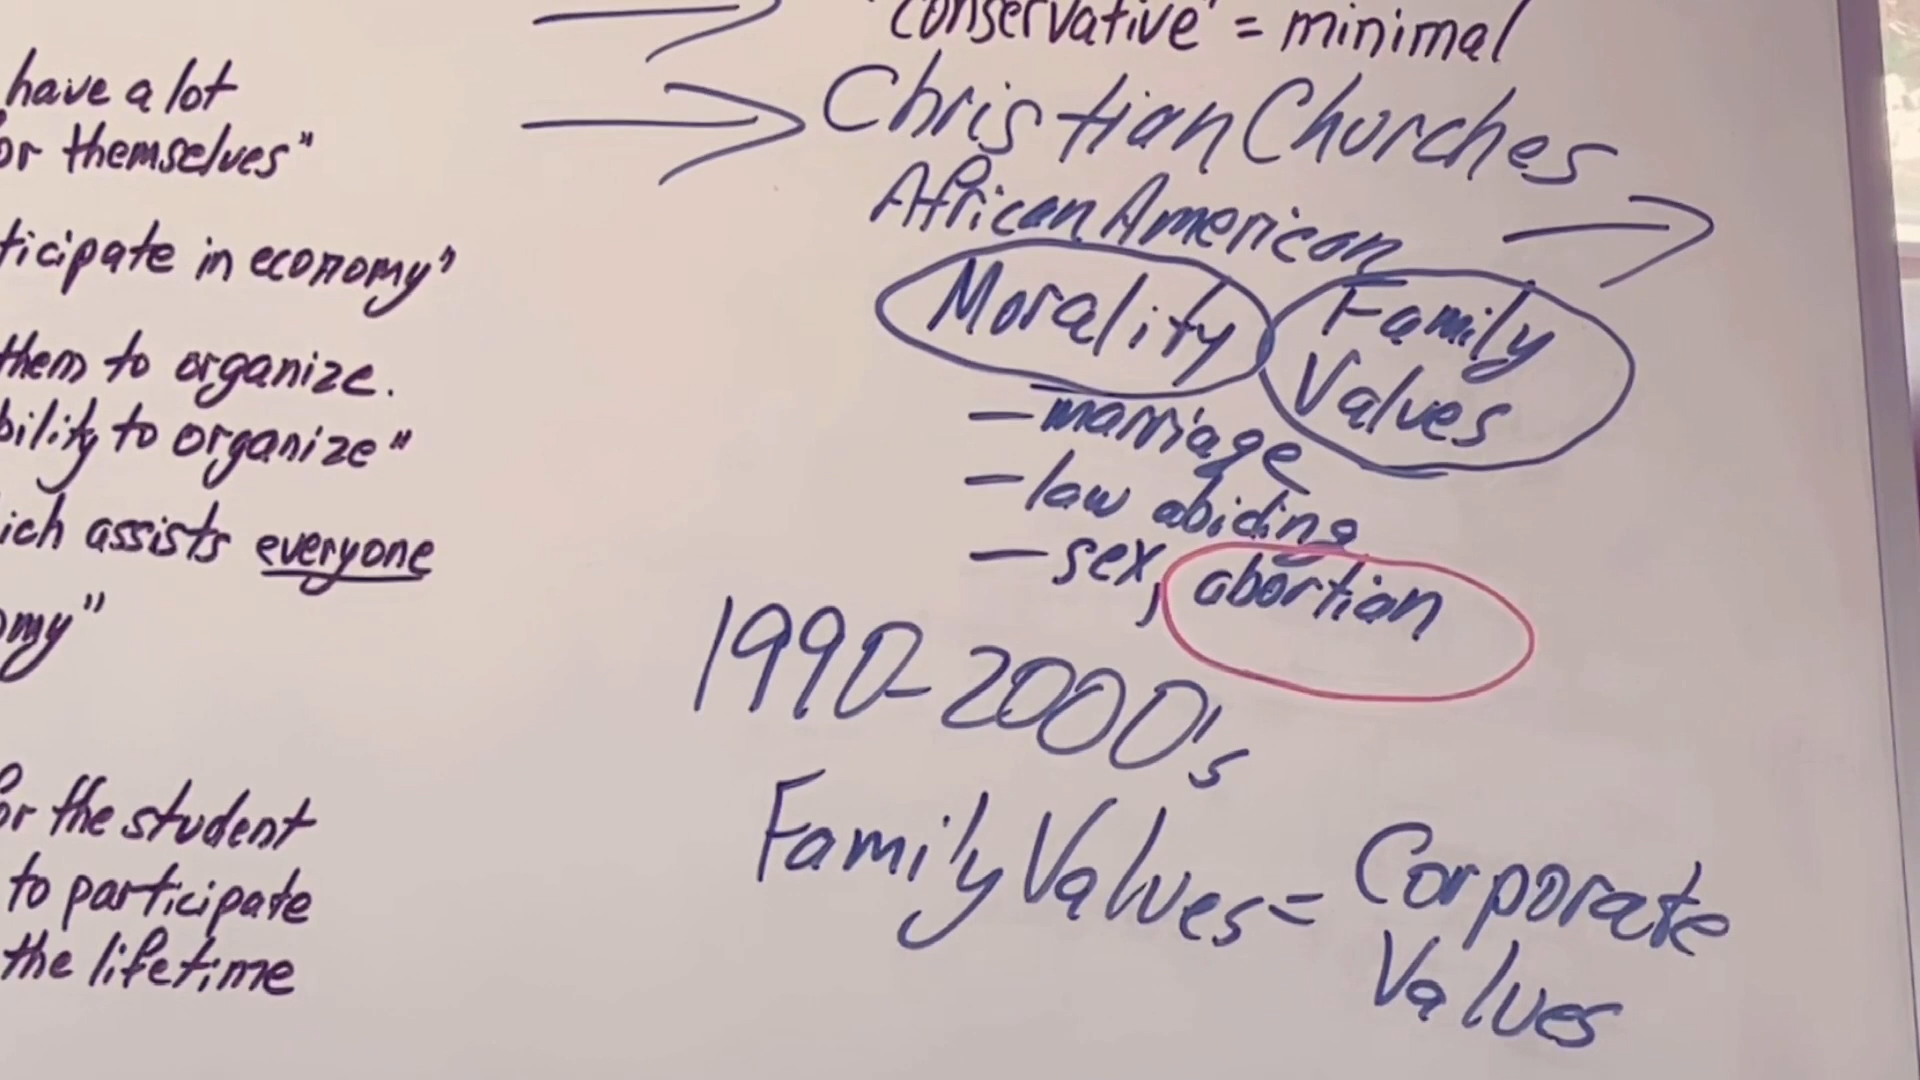 have a lot
or themselves"
ticipate in economy"
them to organize.
bility to organize"
ich assists everyone
omy"
or the student
to participate
the lifetime
"conservative" = minimal
Christian Churches
African American
Morality
Family
Values
- marriage
- law abiding
- sex, abortion
1990-2000's
Family Values = Corporate
Values